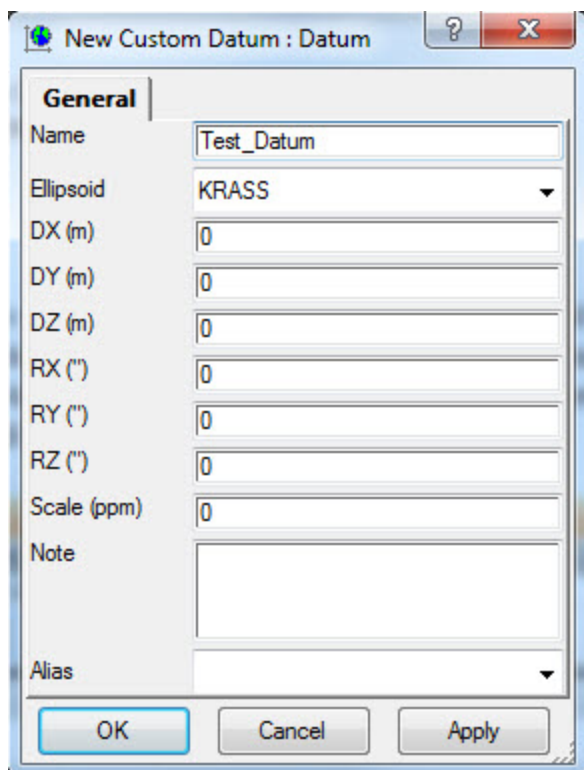 New Custom Datum : Datum
General
Name Test_Datum
Ellipsoid KRASS
DX (m) 0
DY (m) 0
DZ (m) 0
RX (") 0
RY (") 0
RZ (") 0
Scale (ppm) 0
Note
Alias
OK Cancel Apply